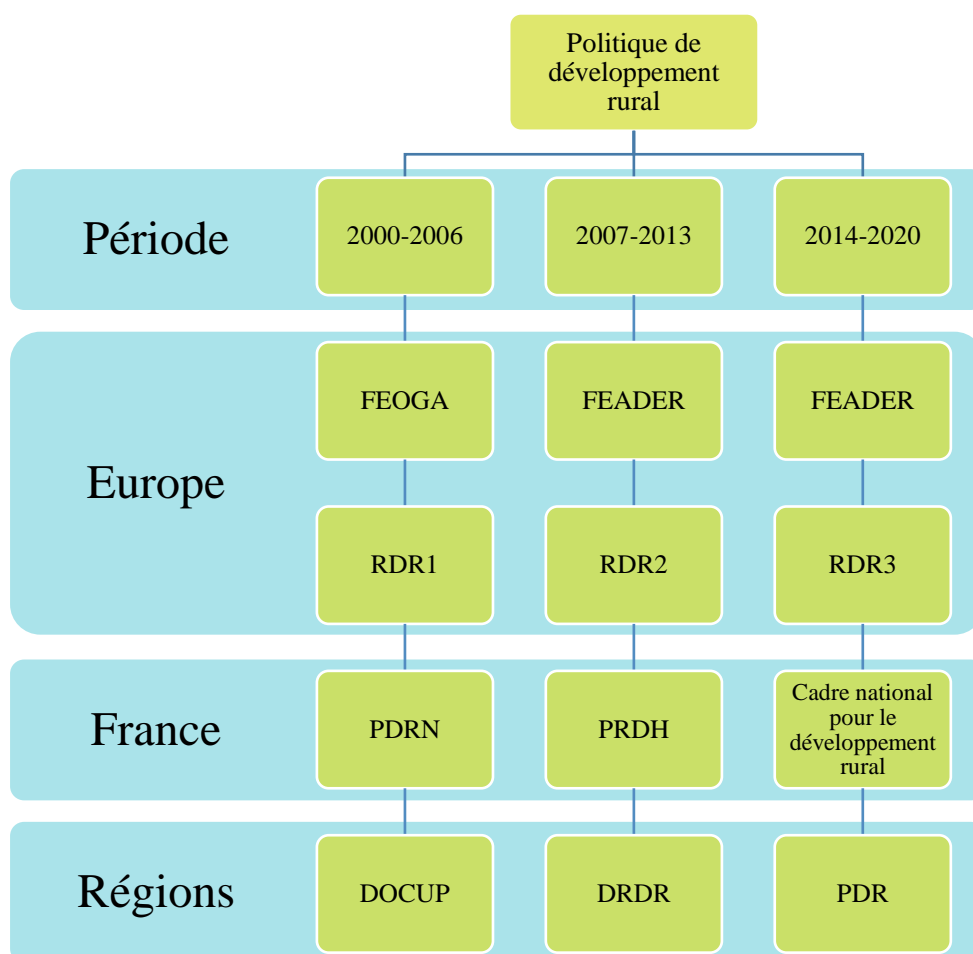 Politique de
développement
rural
Période
2000-2006
2007-2013
2014-2020
Europe
FEOGA
FEADER
FEADER
RDR1
RDR2
RDR3
France
PDRN
PRDH
Cadre national
pour le
développement
rural
Régions
DOCUP
DRDR
PDR